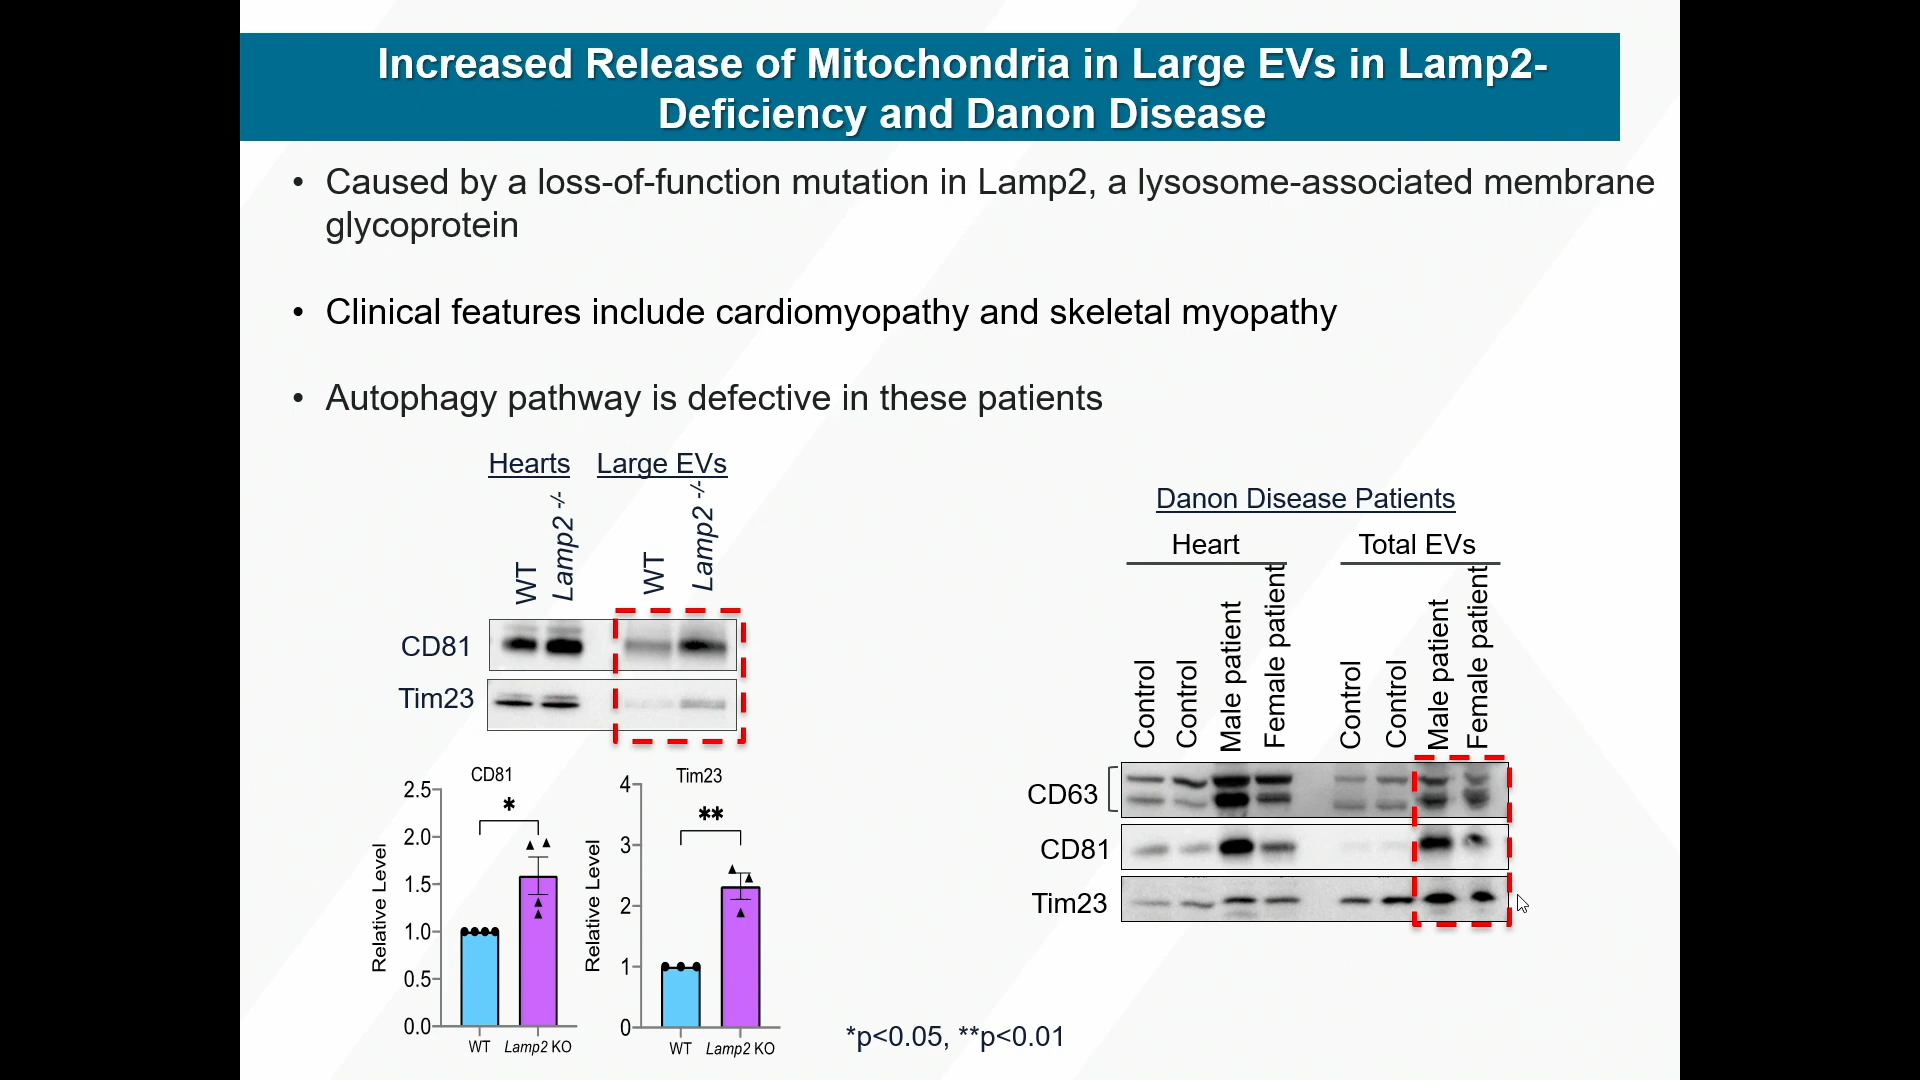 Increased Release of Mitochondria in Large EVs in Lamp2-
Deficiency and Danon Disease
• Caused by a loss-of-function mutation in Lamp2, a lysosome-associated membrane
glycoprotein
• Clinical features include cardiomyopathy and skeletal myopathy
• Autophagy pathway is defective in these patients
Hearts Large EVs
WT
Lamp2 -/-
WT
Lamp2 -/-
CD81
Tim23
CD81
*
Relative Level
2.5
2.0
1.5
1.0
0.5
0.0
WT Lamp2 KO
Tim23
**
Relative Level
4
3
2
1
0
WT Lamp2 KO
*p<0.05, **p<0.01
Danon Disease Patients
Heart Total EVs
Control
Control
Male patient
Female patient
Control
Control
Male patient
Female patient
CD63
CD81
Tim23